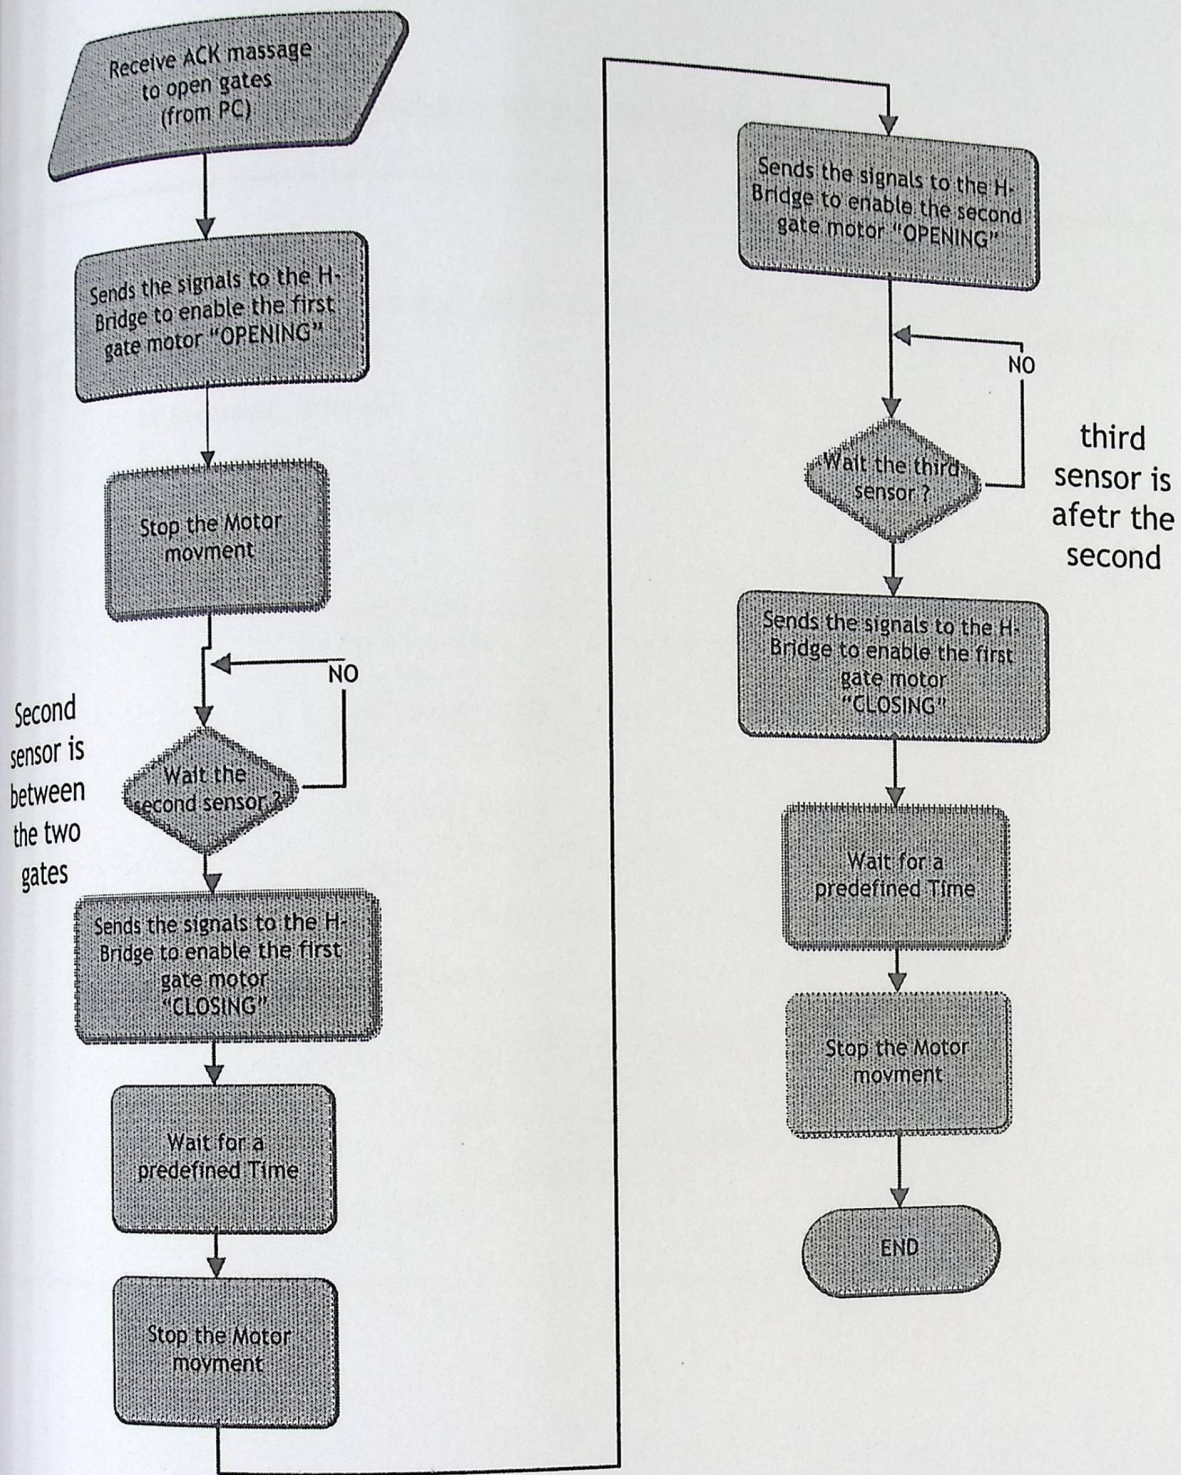 Receive ACK massage
to open gates
(from PC)
Sends the signals to the H-
Bridge to enable the first
gate motor "OPENING"
Stop the Motor
movment
NO
Second
sensor is
between
the two
gates
Wait the
second sensor ?
Sends the signals to the H-
Bridge to enable the first
gate motor
"CLOSING"
Wait for a
predefined Time
Stop the Motor
movment
Sends the signals to the H-
Bridge to enable the second
gate motor "OPENING"
NO
Wait the third
sensor ?
third
sensor is
afetr the
second
Sends the signals to the H-
Bridge to enable the first
gate motor
"CLOSING"
Wait for a
predefined Time
Stop the Motor
movment
END